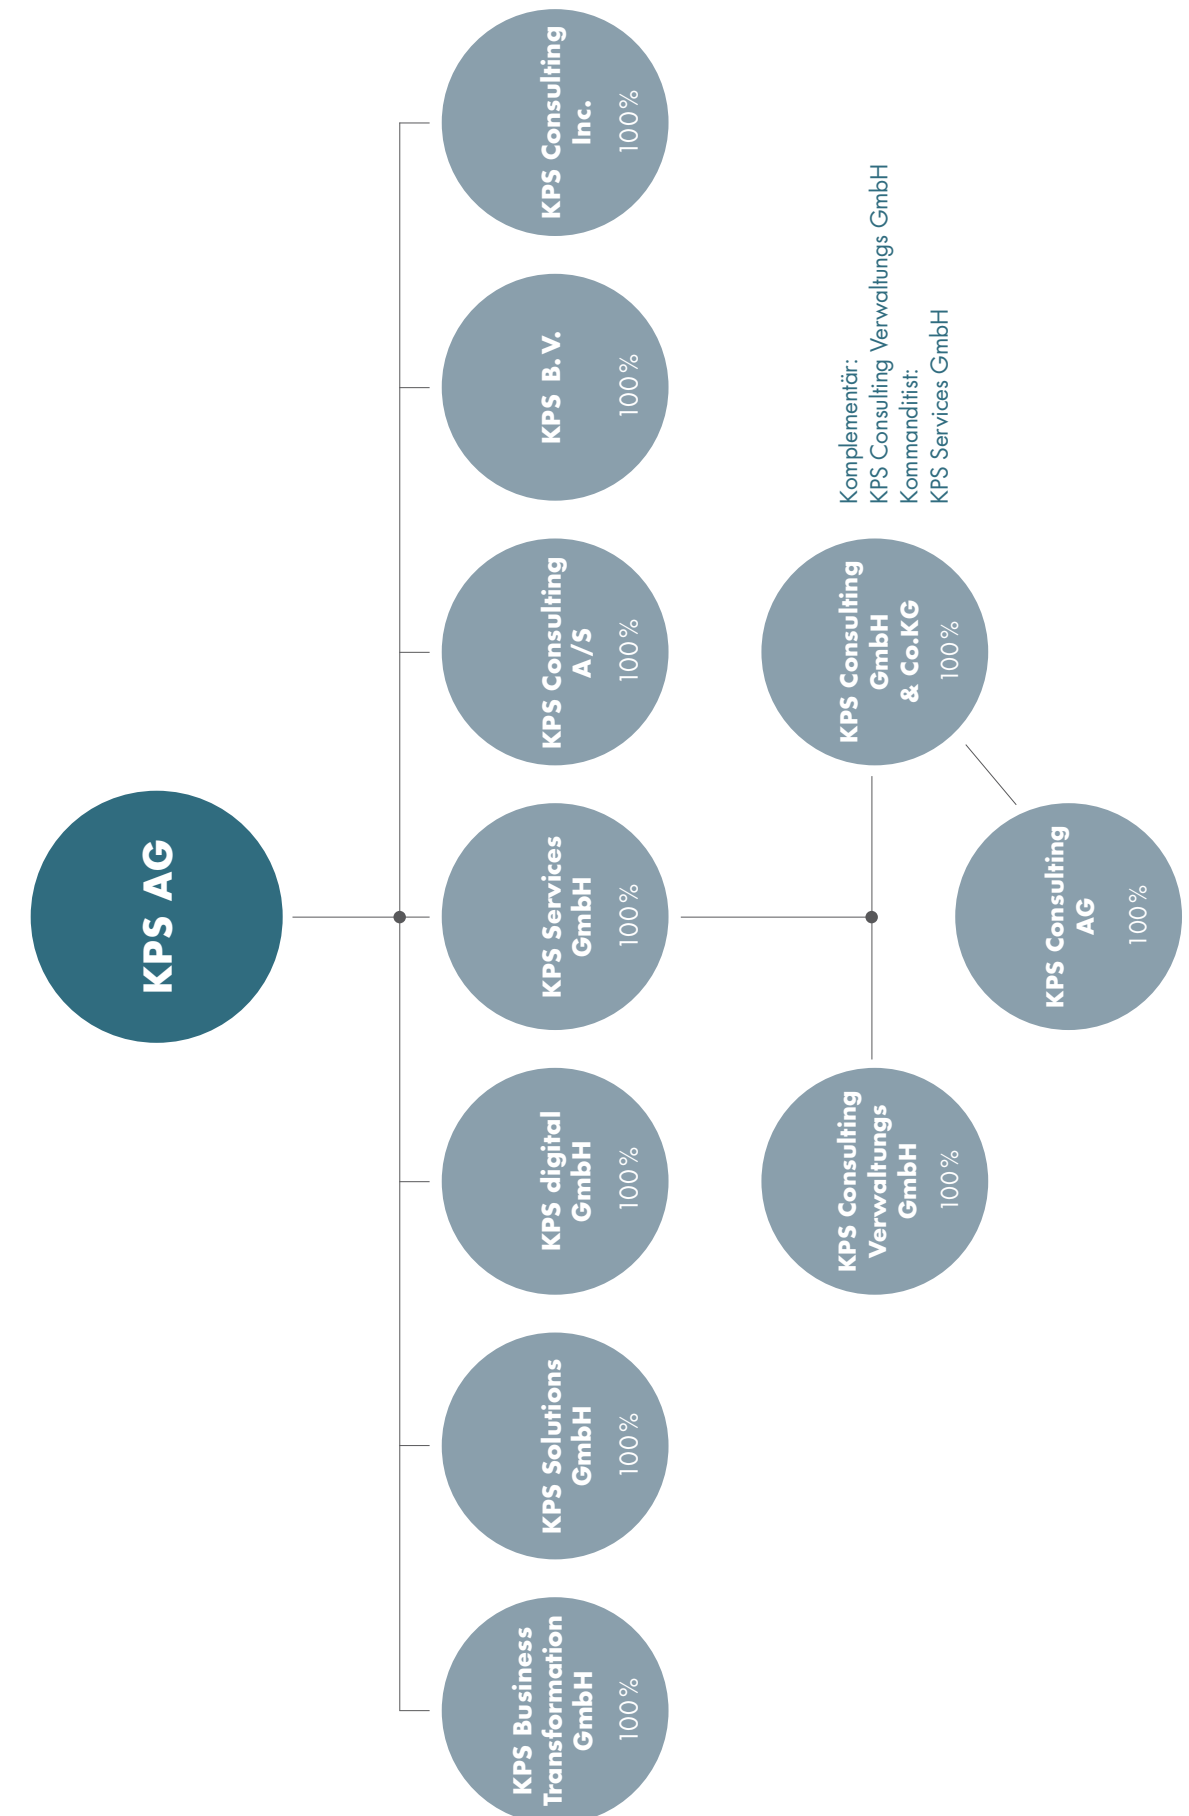 KPS AG
KPS Business
Transformation
GmbH
100%
KPS Solutions
GmbH
100%
KPS digital
GmbH
100%
KPS Services
GmbH
100%
KPS Consulting
A/S
100%
KPS B.V.
100%
KPS Consulting
Inc.
100%
KPS Consulting
Verwaltungs
GmbH
100%
KPS Consulting
GmbH
& Co.KG
100%
Komplementär:
KPS Consulting Verwaltungs GmbH
Kommanditist:
KPS Services GmbH
KPS Consulting
AG
100%